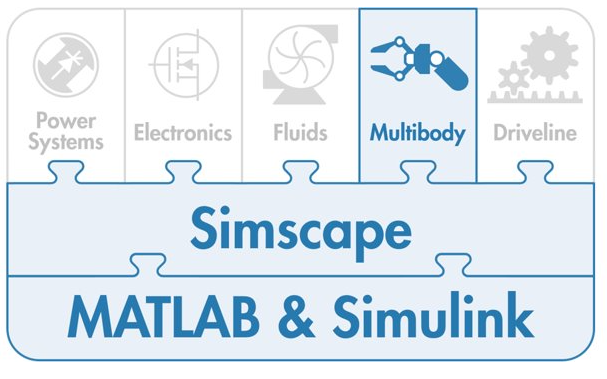 Power
Systems
Electronics
Fluids
Multibody
Driveline
Simscape
MATLAB & Simulink